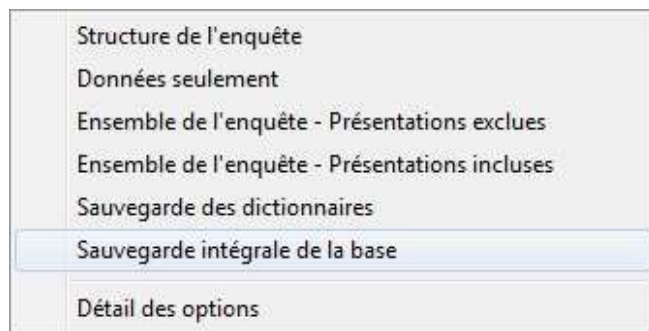 Structure de l'enquête
Données seulement
Ensemble de l'enquête - Présentations exclues
Ensemble de l'enquête - Présentations incluses
Sauvegarde des dictionnaires
Sauvegarde intégrale de la base
Détail des options